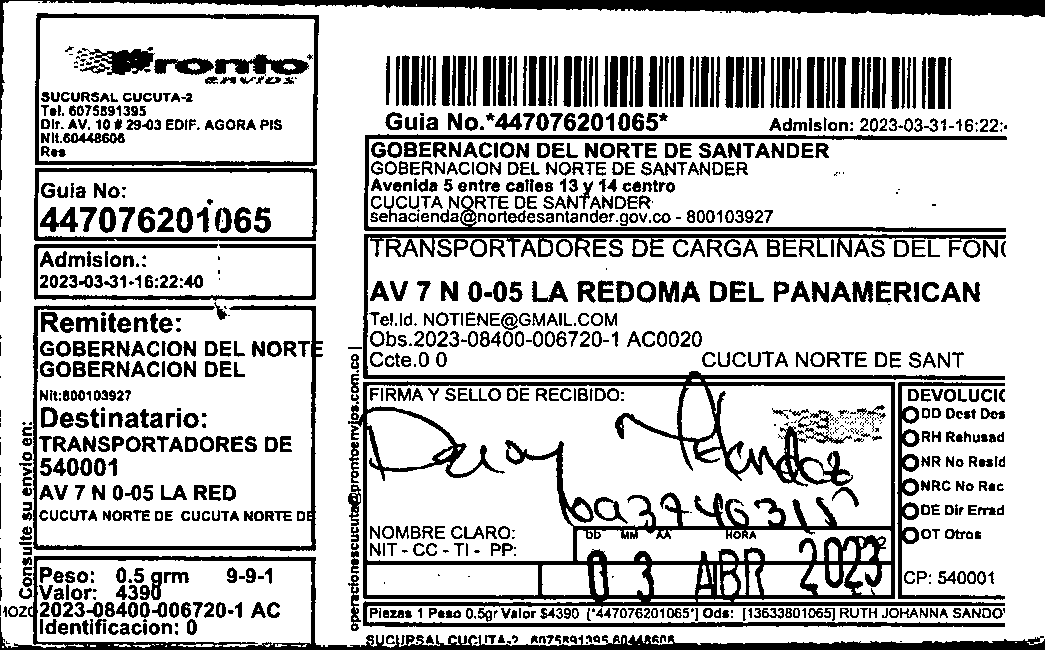 Pronto
envios
SUCURSAL CUCUTA-2
Tel. 6075891395
Dir. AV. 10 # 29-03 EDIF. AGORA PIS
Nit.60448606
Res
Guia No:
447076201065
Admision.:
2023-03-31-16:22:40
Remitente:
GOBERNACION DEL NORTE
GOBERNACION DEL
Nit:800103927
Destinatario:
TRANSPORTADORES DE
540001
AV 7 N 0-05 LA RED
CUCUTA NORTE DE CUCUTA NORTE DE
Peso: 0.5 grm 9-9-1
Valor: 4390
2023-08400-006720-1 AC
Identificacion: 0
Consulte su envio en:
operacionescucuta@prontoenvios.com.co
Guia No.*447076201065*
Admision: 2023-03-31-16:22:
GOBERNACION DEL NORTE DE SANTANDER
GOBERNACION DEL NORTE DE SANTANDER
Avenida 5 entre calles 13 y 14 centro
CUCUTA NORTE DE SANTANDER
sehacienda@nortedesantander.gov.co - 800103927
TRANSPORTADORES DE CARGA BERLINAS DEL FON
AV 7 N 0-05 LA REDOMA DEL PANAMERICAN
Tel.Id. NOTIENE@GMAIL.COM
Obs.2023-08400-006720-1 AC0020
Ccte.0 0 CUCUTA NORTE DE SANT
FIRMA Y SELLO DE RECIBIDO:
NOMBRE CLARO:
NIT - CC - TI - PP:
DD MM AA HORA
03 ABR 2023
DEVOLUCIO
DD Dest Des
RH Rehusad
NR No Resid
NRC No Rec
DE Dir Errad
OT Otros
CP: 540001
Piezas 1 Peso 0.5gr Valor $4390 [*447076201065*] Ods: [13633801065] RUTH JOHANNA SANDO
SUCURSAL CUCUTA-2 6075891395 60448606